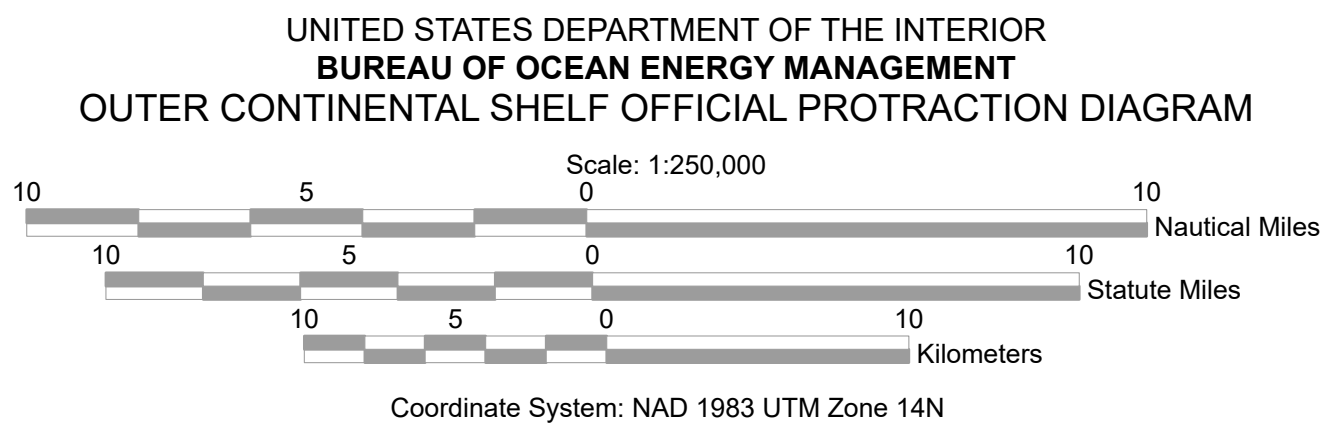 UNITED STATES DEPARTMENT OF THE INTERIOR
BUREAU OF OCEAN ENERGY MANAGEMENT
OUTER CONTINENTAL SHELF OFFICIAL PROTRACTION DIAGRAM
Scale: 1:250,000
10 5 0 10
Nautical Miles
10 5 0 10
Statute Miles
10 5 0 10
Kilometers
Coordinate System: NAD 1983 UTM Zone 14N